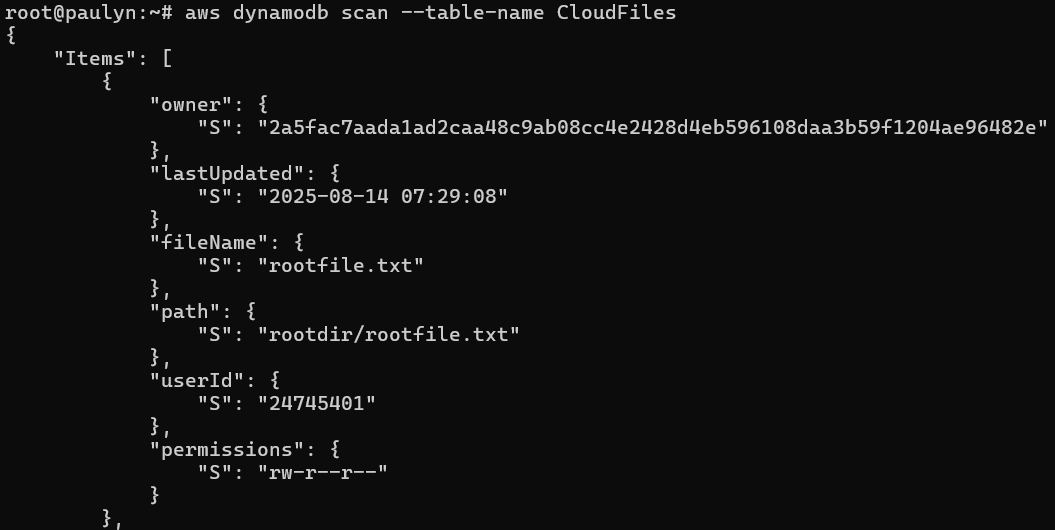 root@paulyn:~# aws dynamodb scan --table-name CloudFiles
{
    "Items": [
        {
            "owner": {
                "S": "2a5fac7aada1ad2caa48c9ab08cc4e2428d4eb596108daa3b59f1204ae96482e"
            },
            "lastUpdated": {
                "S": "2025-08-14 07:29:08"
            },
            "fileName": {
                "S": "rootfile.txt"
            },
            "path": {
                "S": "rootdir/rootfile.txt"
            },
            "userId": {
                "S": "24745401"
            },
            "permissions": {
                "S": "rw-r--r--"
            }
        },